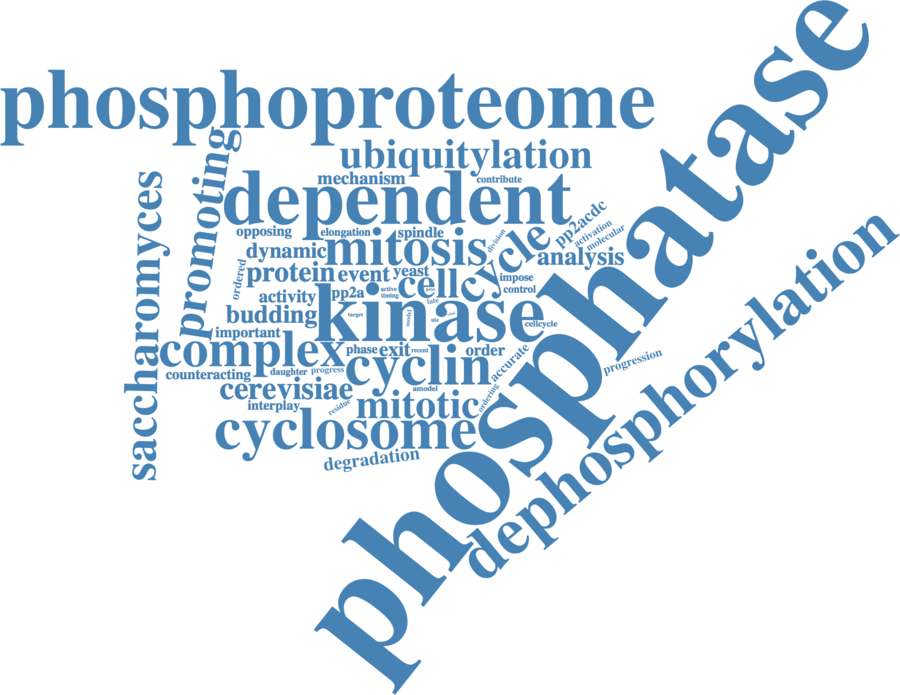 phosphatase
phosphoproteome
promoting
ubiquitylation
mechanism
contribute
saccharomyces
dependent
pp2acdc
activation
molecular
opposing
elongation
spindle
division
cycle
dynamic
mitosis
analysis
ordered
protein
event
yeast
cell
impose
control
activity
pp2a
active
timing
late
budding
kinase
target
model
site
cellcycle
important
complex
phase
exit
recent
order
accurate
progression
dephosphorylation
counteracting
daughter
progress
cyclin
cerevisiae
amodel
ordering
interplay
residue
mitotic
cyclosome
degradation